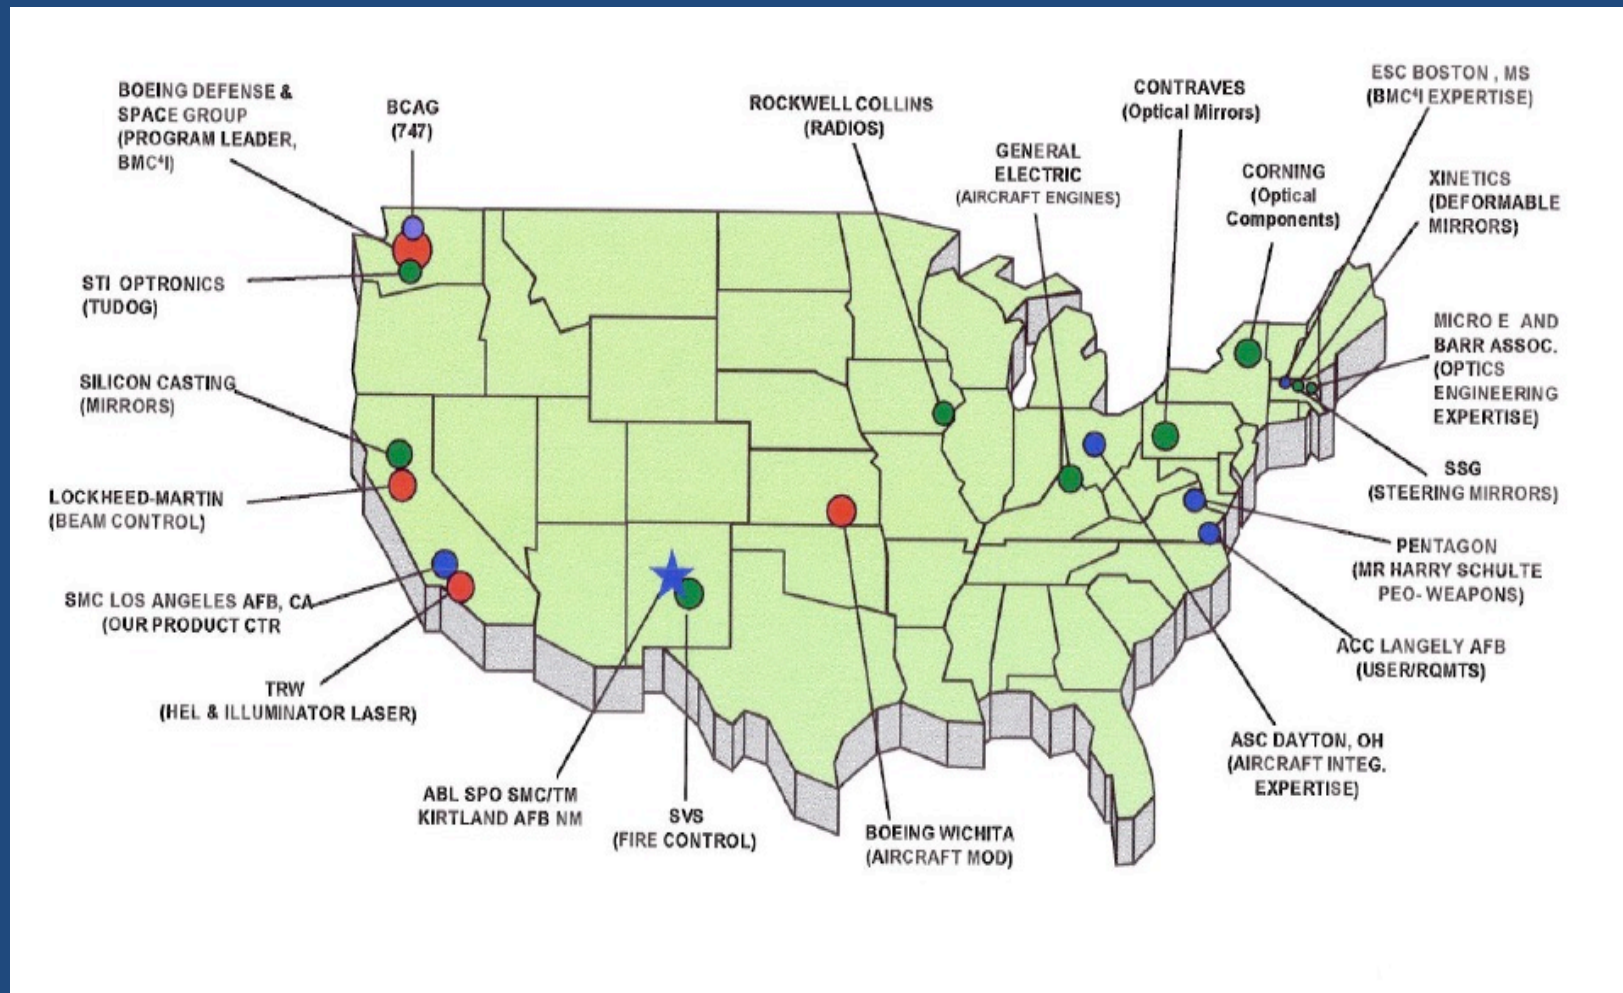 BOEING DEFENSE &
SPACE GROUP
(PROGRAM LEADER,
BMC⁴I)
BCAG
(747)
ROCKWELL COLLINS
(RADIOS)
GENERAL
ELECTRIC
(AIRCRAFT ENGINES)
CONTRAVES
(Optical Mirrors)
ESC BOSTON , MS
(BMC⁴I EXPERTISE)
CORNING
(Optical
Components)
XINETICS
(DEFORMABLE
MIRRORS)
STI OPTRONICS
(TUDOG)
MICRO E AND
BARR ASSOC.
(OPTICS
ENGINEERING
EXPERTISE)
SILICON CASTING
(MIRRORS)
SSG
(STEERING MIRRORS)
LOCKHEED-MARTIN
(BEAM CONTROL)
PENTAGON
(MR HARRY SCHULTE
PEO- WEAPONS)
SMC LOS ANGELES AFB, CA
(OUR PRODUCT CTR
ACC LANGELY AFB
(USER/RQMTS)
TRW
(HEL & ILLUMINATOR LASER)
ASC DAYTON, OH
(AIRCRAFT INTEG.
EXPERTISE)
ABL SPO SMC/TM
KIRTLAND AFB NM
SVS
(FIRE CONTROL)
BOEING WICHITA
(AIRCRAFT MOD)